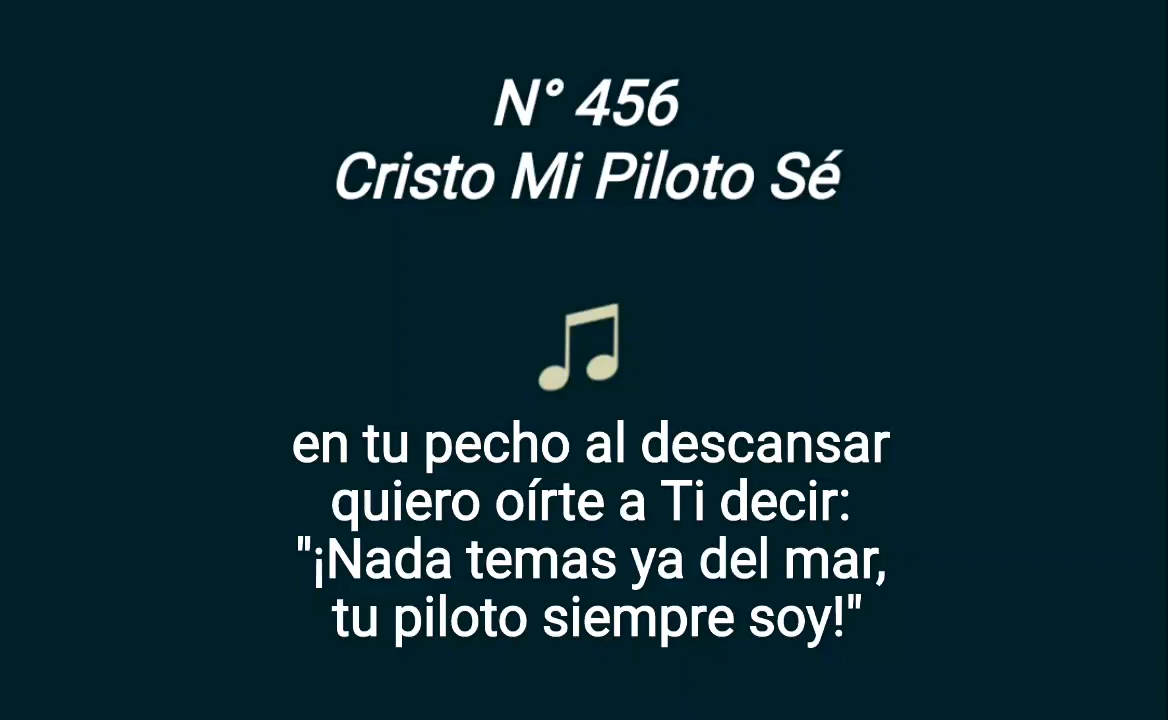 N° 456
Cristo Mi Piloto Sé
en tu pecho al descansar
quiero oírte a Ti decir:
"¡Nada temas ya del mar,
tu piloto siempre soy!"